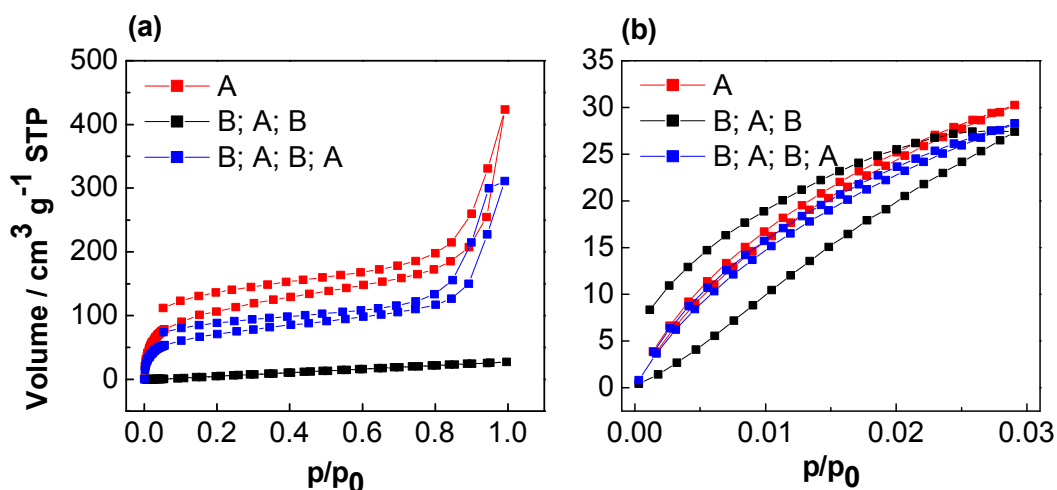 (a)
Volume / cm³ g⁻¹ STP
500
400
300
200
100
0
A
B; A; B
B; A; B; A
0.0 0.2 0.4 0.6 0.8 1.0
p/p₀
(b)
35
30
25
20
15
10
5
0
A
B; A; B
B; A; B; A
0.00 0.01 0.02 0.03
p/p₀